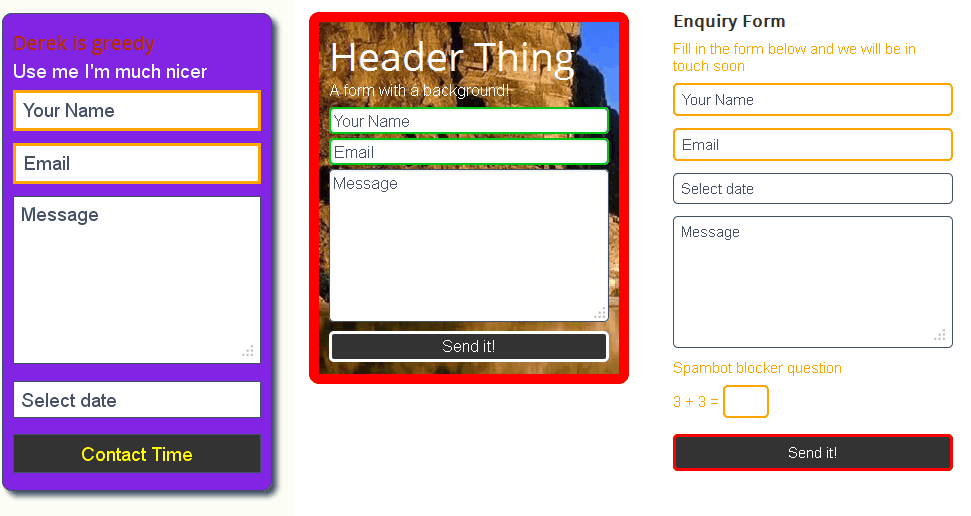 Derek is greedy
Use me I'm much nicer
Your Name
Email
Message
Select date
Contact Time
Header Thing
A form with a background!
Your Name
Email
Message
Send it!
Enquiry Form
Fill in the form below and we will be in
touch soon
Your Name
Email
Select date
Message
Spambot blocker question
3 + 3 =
Send it!